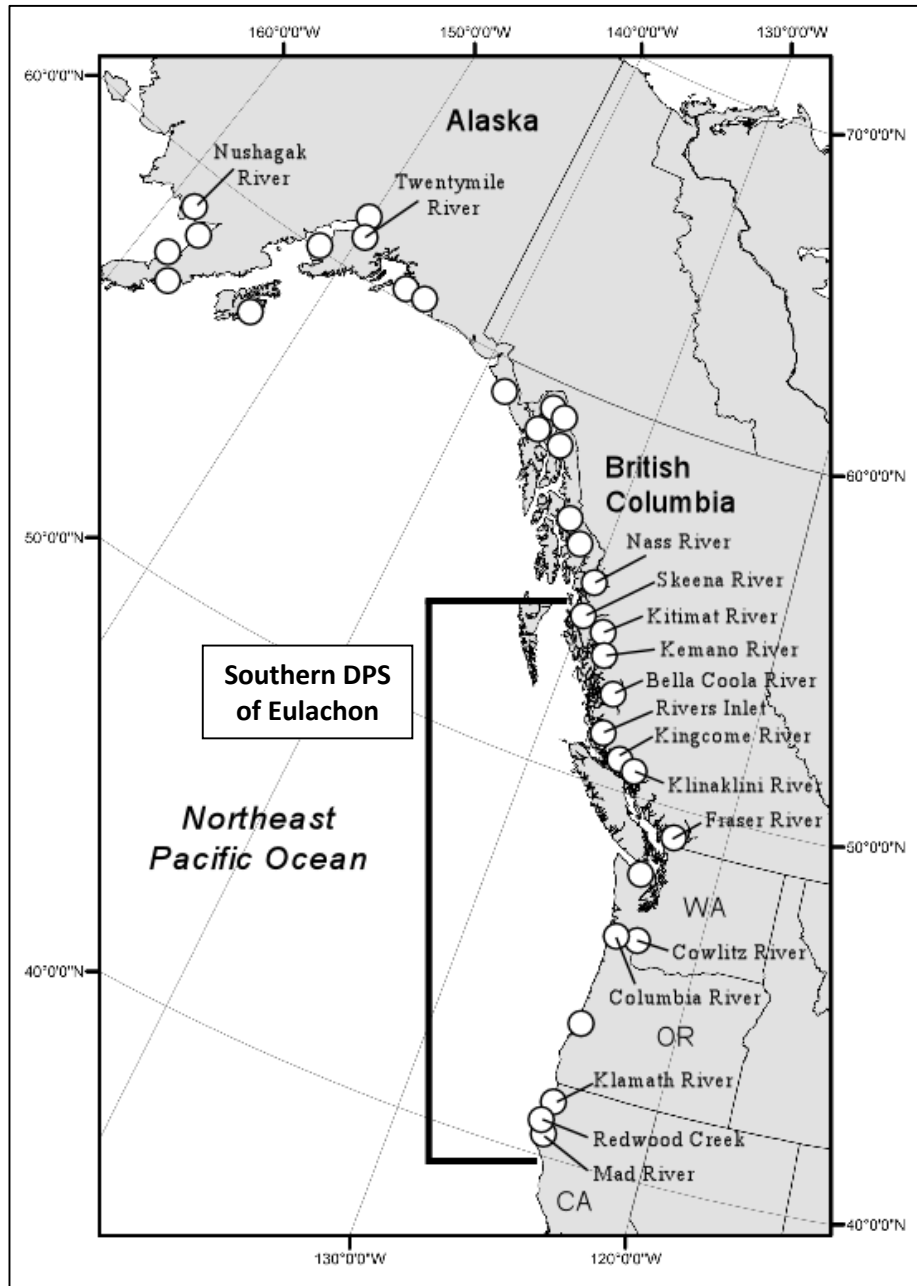 160°0'0"W
150°0'0"W
140°0'0"W
130°0'0"W
60°0'0"N
70°0'0"N
Alaska
Nushagak
River
Twentymile
River
British
Columbia
60°0'0"N
50°0'0"N
Nass River
Skeena River
Kitimat River
Kemano River
Bella Coola River
Rivers Inlet
Kingcome River
Klinaklini River
Fraser River
Southern DPS
of Eulachon
Northeast
Pacific Ocean
50°0'0"N
WA
Cowlitz River
Columbia River
40°0'0"N
OR
Klamath River
Redwood Creek
Mad River
CA
40°0'0"N
130°0'0"W
120°0'0"W